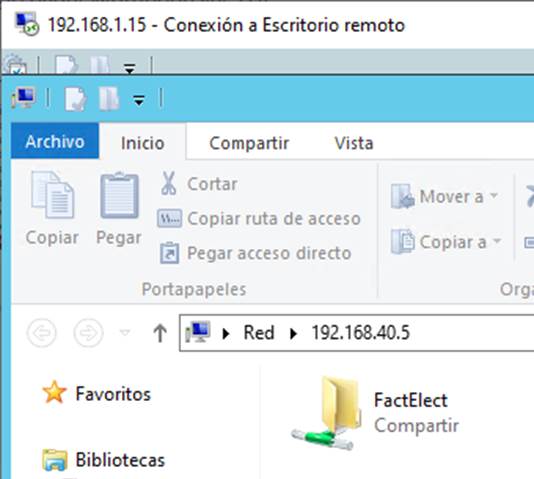 192.168.1.15 - Conexión a Escritorio remoto
Archivo Inicio Compartir Vista
Copiar Pegar
Cortar
Copiar ruta de acceso
Pegar acceso directo
Mover a
Copiar a
Portapapeles
Orga
Red 192.168.40.5
Favoritos
Bibliotecas
FactElect
Compartir